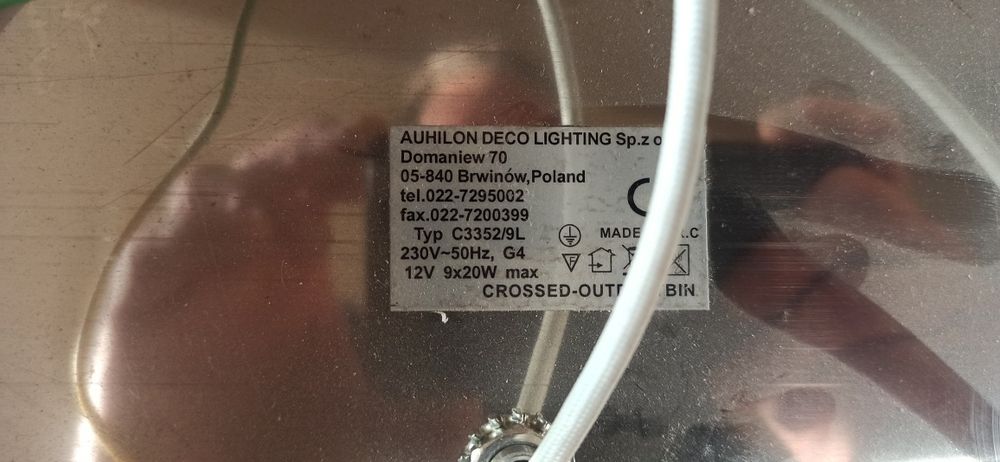 AUHILON DECO LIGHTING Sp.z o
Domaniew 70
05-840 Brwinów,Poland
tel.022-7295002
fax.022-7200399
Typ C3352/9L
MADE
230V~50Hz, G4
F
12V 9x20W max
CROSSED-OUT BIN